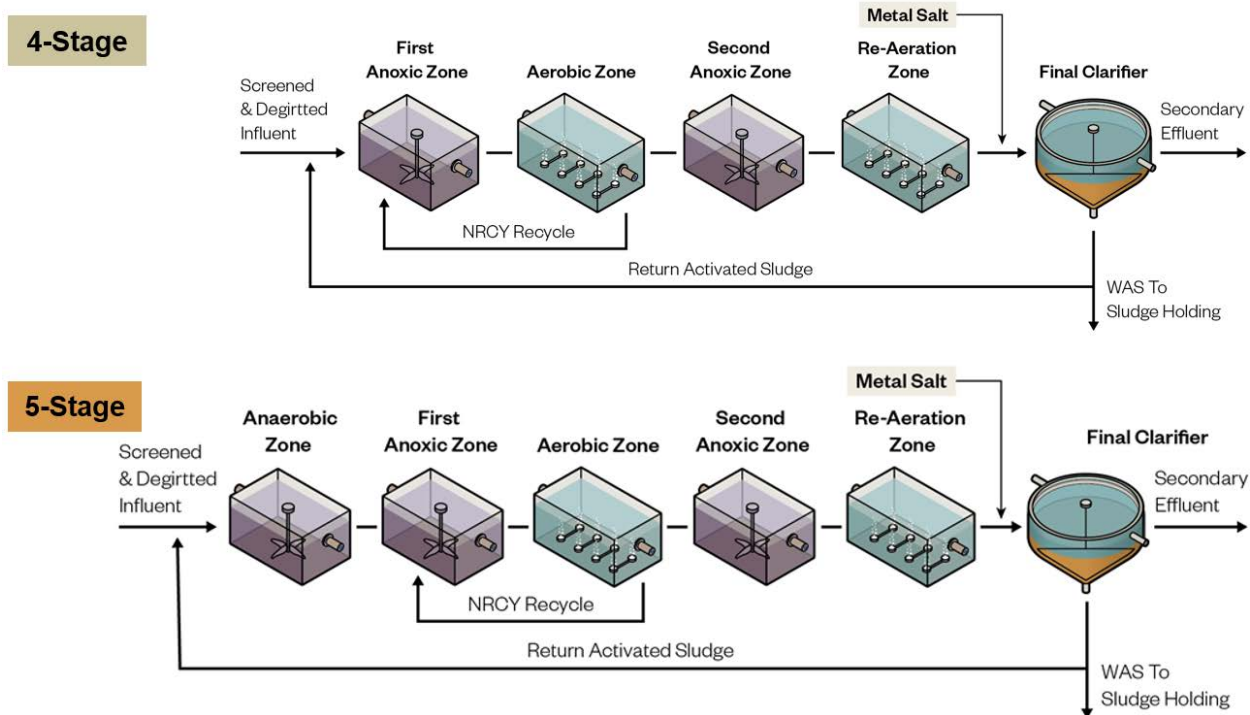 4-Stage
Metal Salt
First
Anoxic Zone
Aerobic Zone
Second
Anoxic Zone
Re-Aeration
Zone
Final Clarifier
Screened
& Degirtted
Influent
Secondary
Effluent
NRCY Recycle
Return Activated Sludge
WAS To
Sludge Holding
5-Stage
Metal Salt
Anaerobic
Zone
First
Anoxic Zone
Aerobic Zone
Second
Anoxic Zone
Re-Aeration
Zone
Final Clarifier
Screened
& Degirtted
Influent
Secondary
Effluent
NRCY Recycle
Return Activated Sludge
WAS To
Sludge Holding